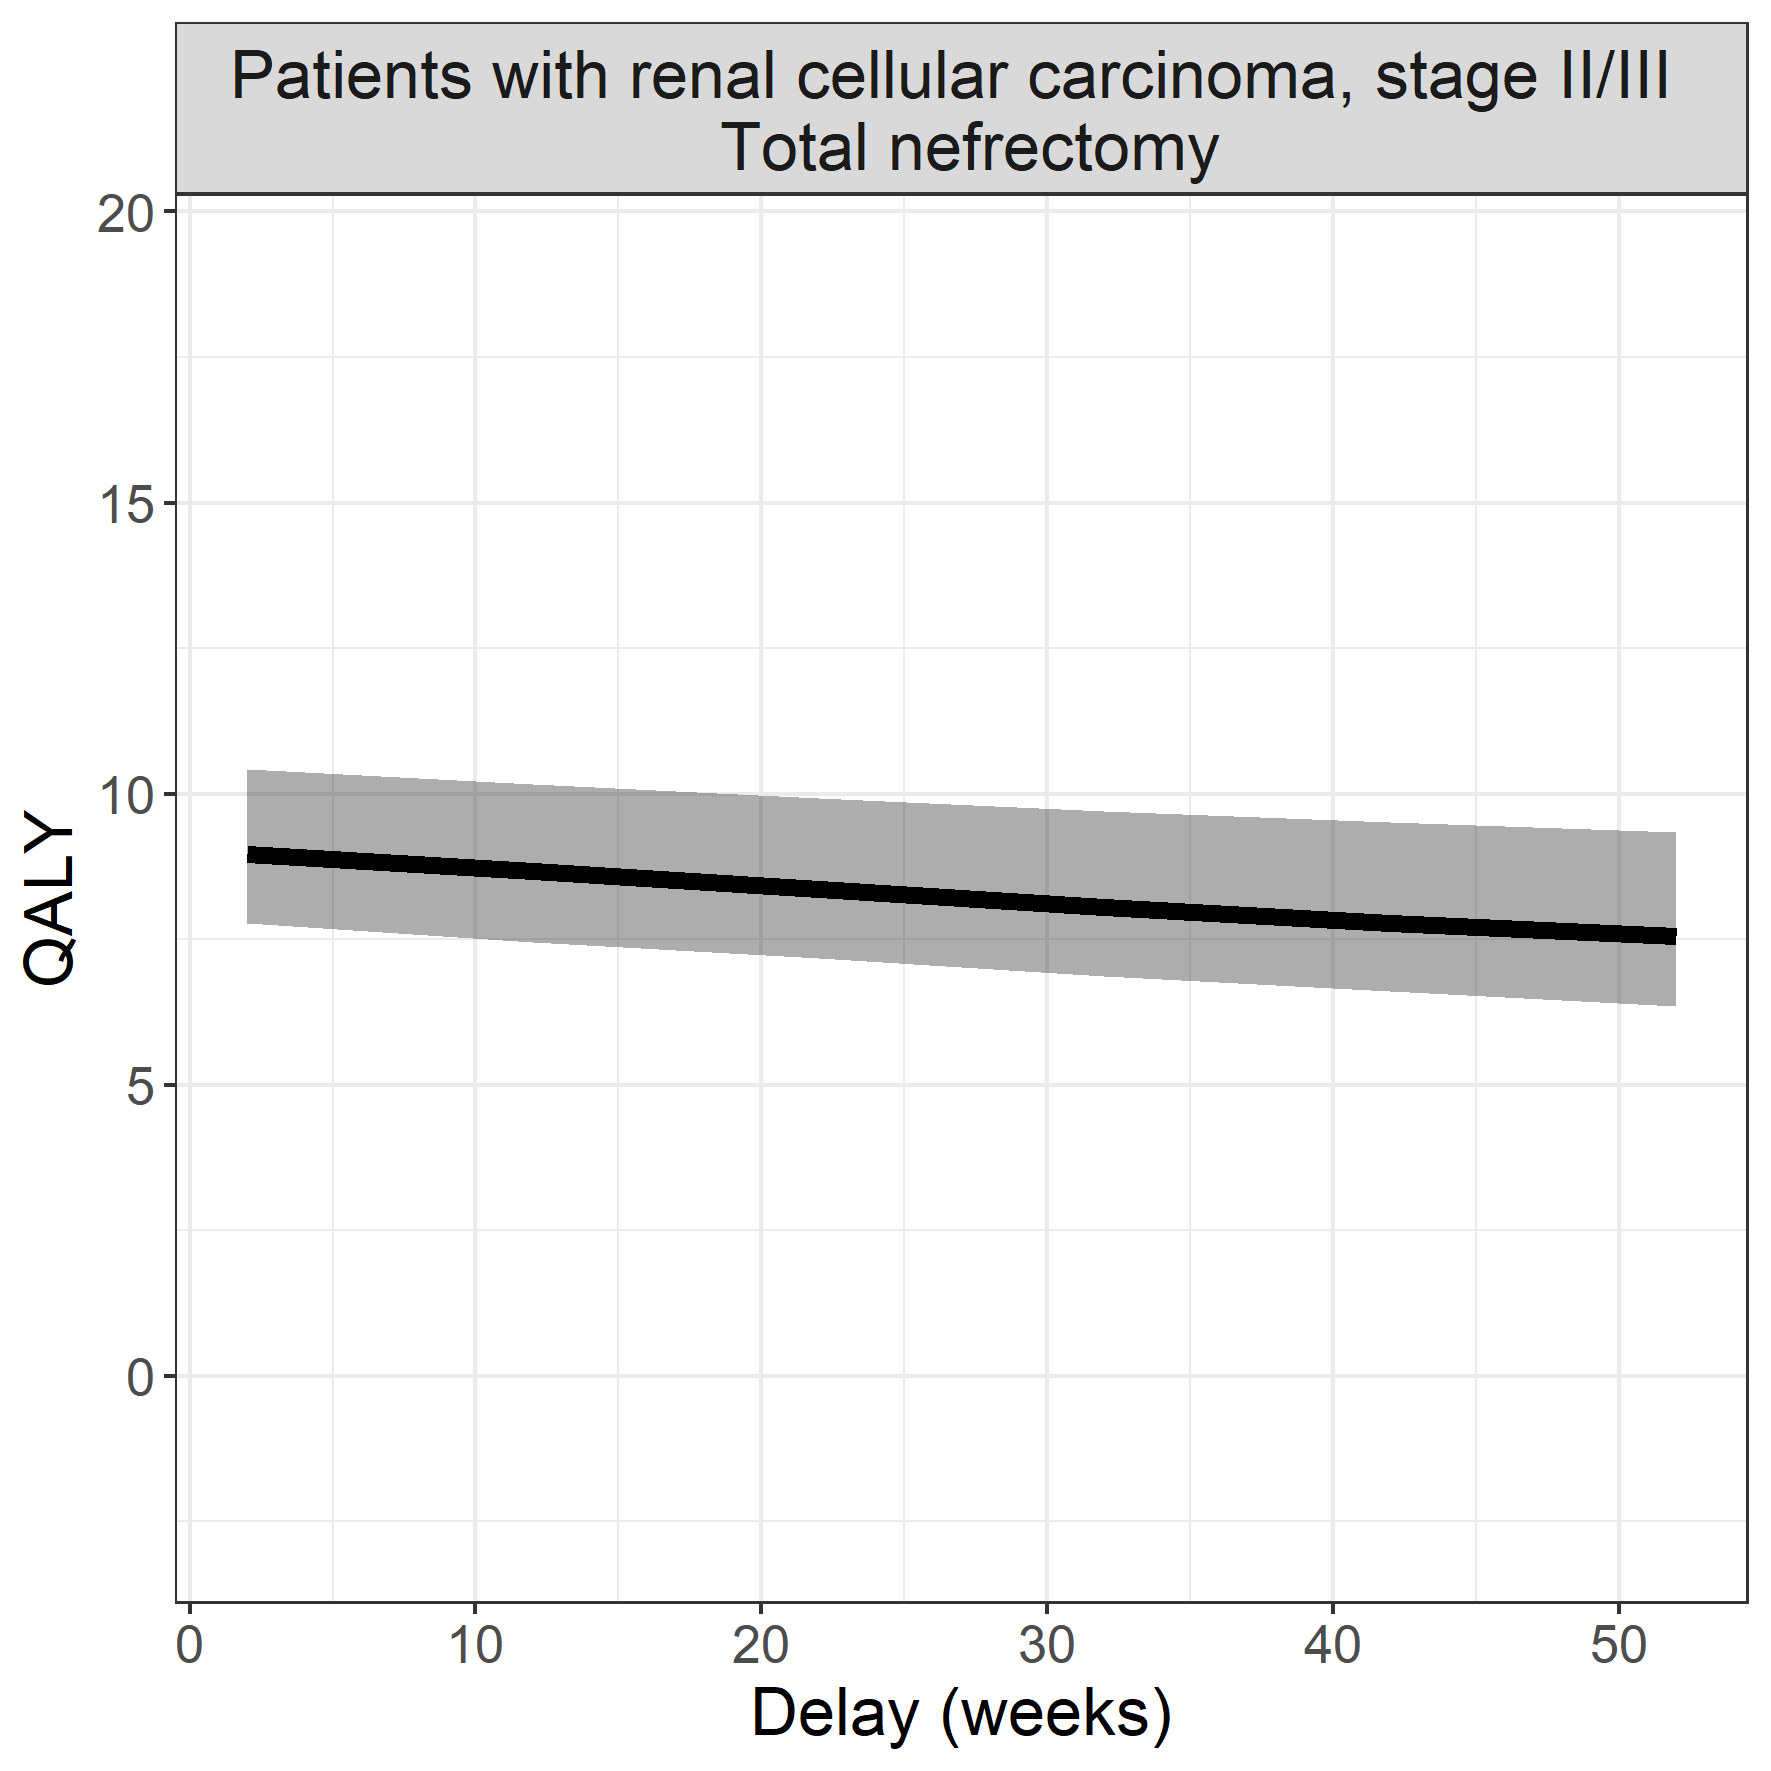 Patients with renal cellular carcinoma, stage II/III
Total nefrectomy
20
15
10
5
0
QALY
0 10 20 30 40 50
Delay (weeks)